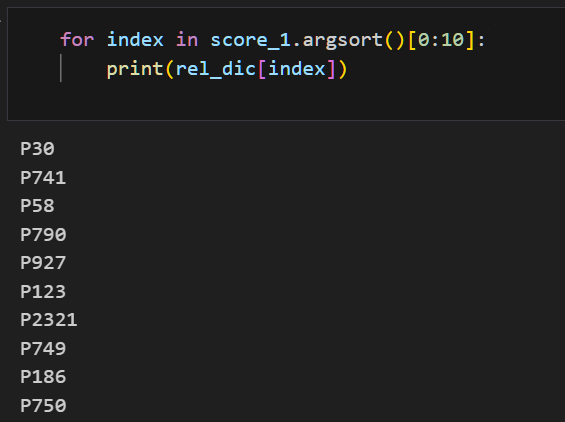 for index in score_1.argsort()[0:10]:
    print(rel_dic[index])
P30
P741
P58
P790
P927
P123
P2321
P749
P186
P750